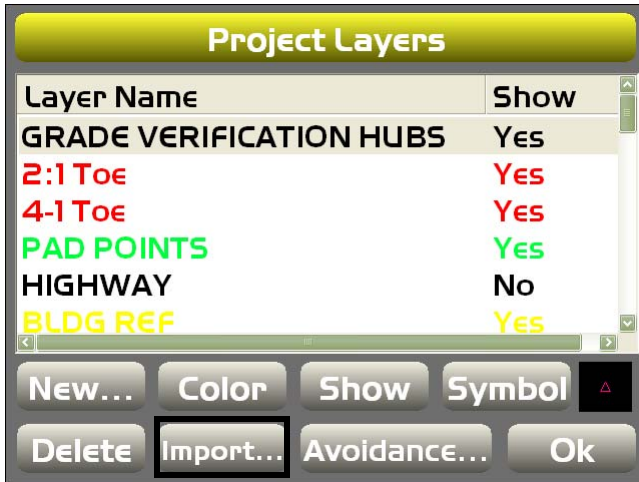 Project Layers
Layer Name Show
GRADE VERIFICATION HUBS Yes
2:1 Toe Yes
4-1 Toe Yes
PAD POINTS Yes
HIGHWAY No
BLDG REF Yes
New... Color Show Symbol
Delete Import... Avoidance... Ok